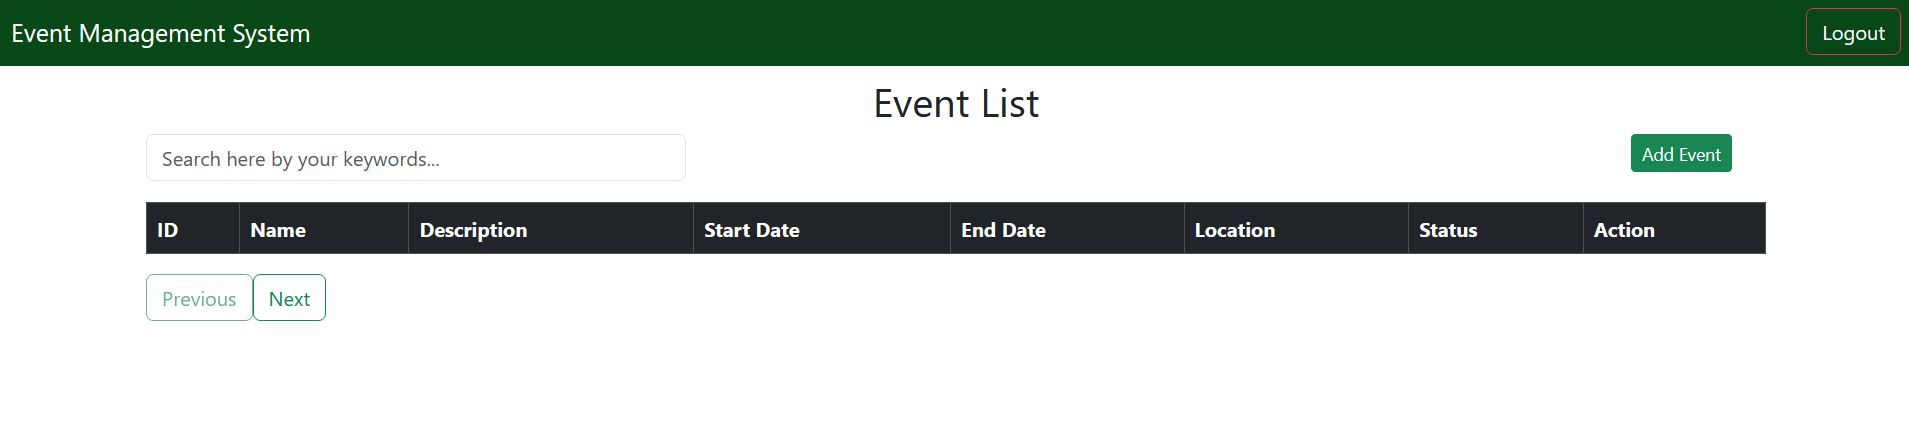 Event Management System Logout
Event List
Search here by your keywords... Add Event
ID Name Description Start Date End Date Location Status Action
Previous Next